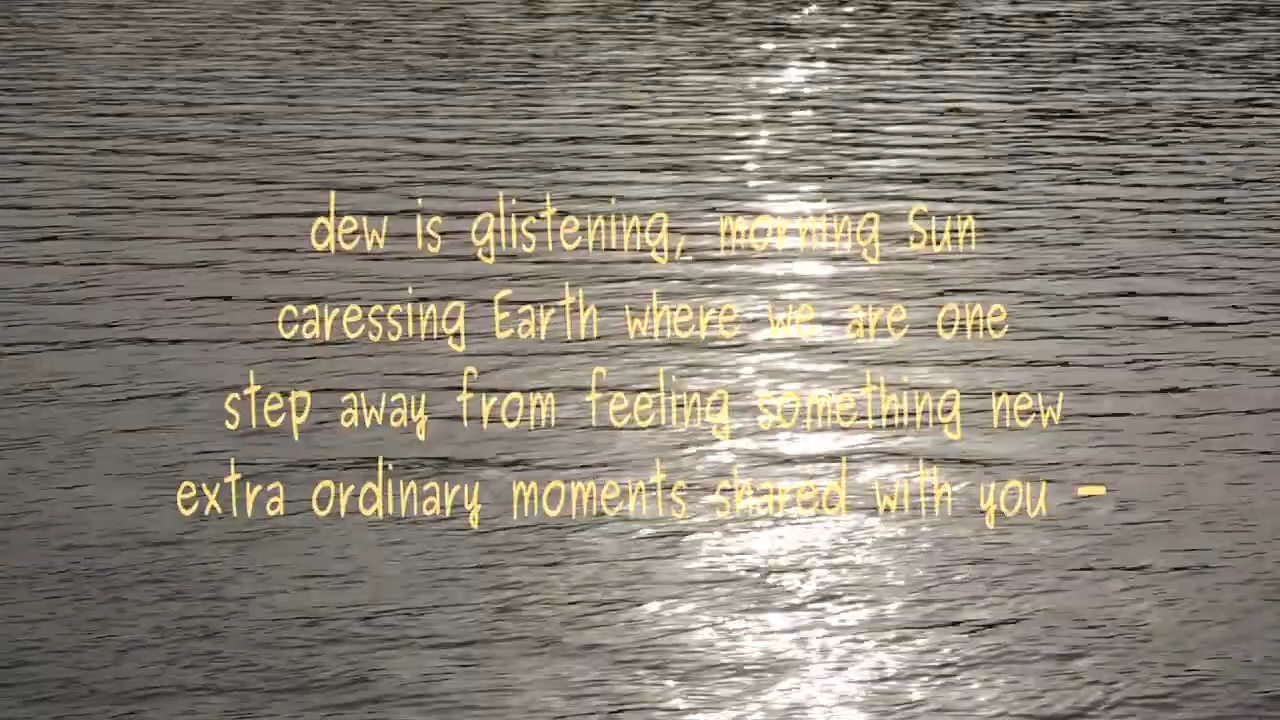 dew is glistening, morning Sun
caressing Earth where we are one
step away from feeling something new
extra ordinary moments shared with you -